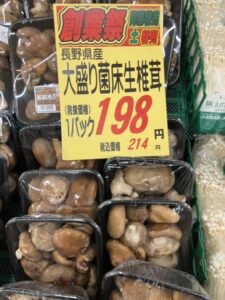 創業祭
土
長野県産
大盛り菌床生椎茸
(税抜価格)
1パック 198 円
税込価格 214 円